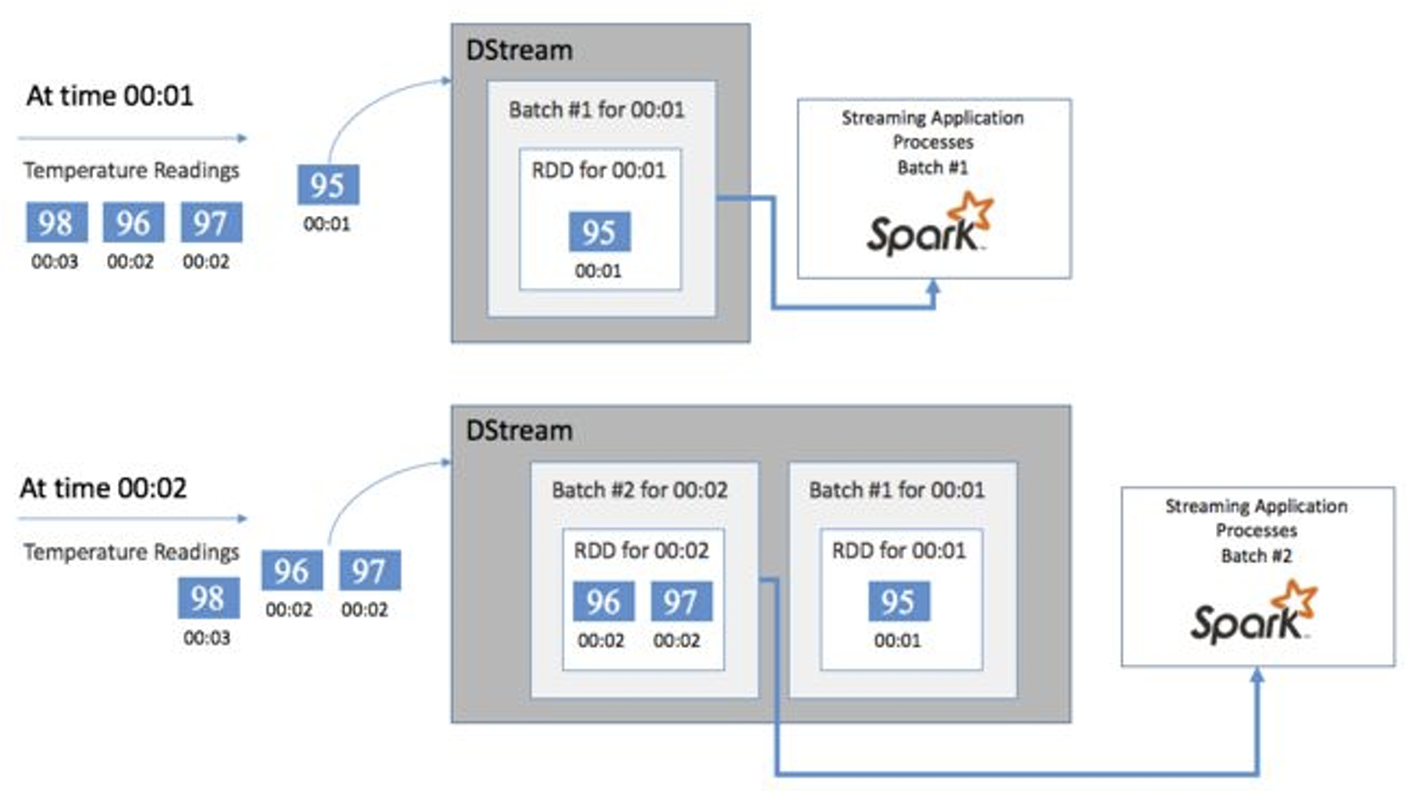 At time 00:01
Temperature Readings
98 96 97
00:03 00:02 00:02
95
00:01
DStream
Batch #1 for 00:01
RDD for 00:01
95
00:01
Streaming Application
Processes
Batch #1
Spark
At time 00:02
Temperature Readings
98
00:03
96 97
00:02 00:02
DStream
Batch #2 for 00:02
RDD for 00:02
96 97
00:02 00:02
Batch #1 for 00:01
RDD for 00:01
95
00:01
Streaming Application
Processes
Batch #2
Spark